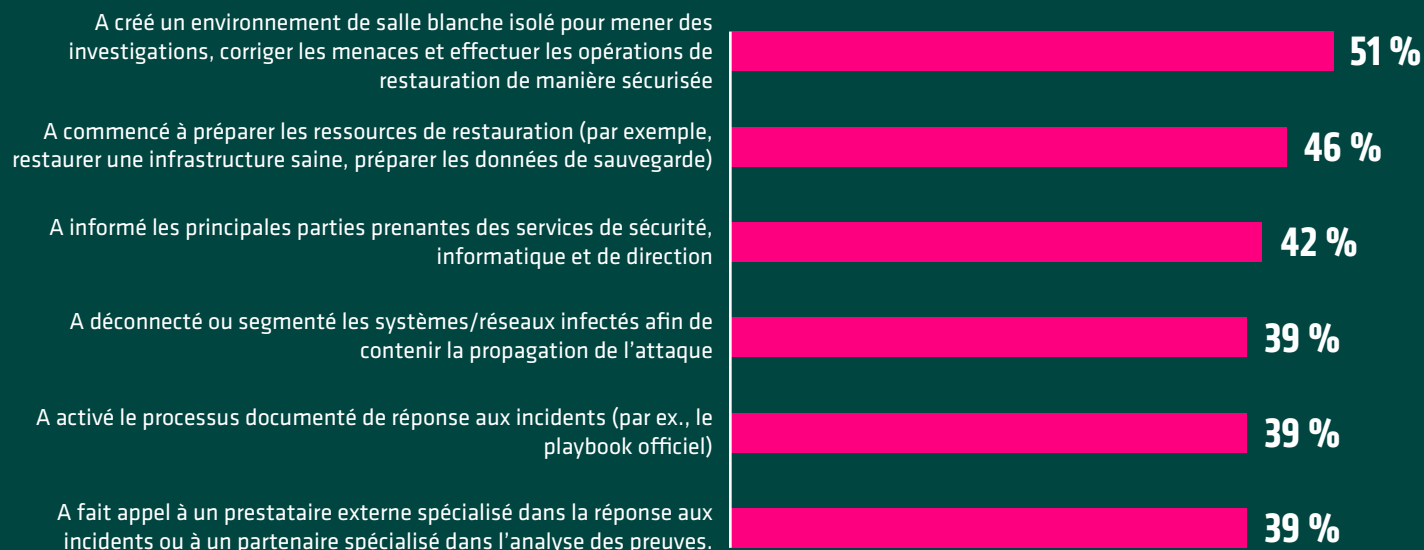 A créé un environnement de salle blanche isolé pour mener des
investigations, corriger les menaces et effectuer les opérations de
restauration de manière sécurisée
51 %
A commencé à préparer les ressources de restauration (par exemple,
restaurer une infrastructure saine, préparer les données de sauvegarde)
46 %
A informé les principales parties prenantes des services de sécurité,
informatique et de direction
42 %
A déconnecté ou segmenté les systèmes/réseaux infectés afin de
contenir la propagation de l’attaque
39 %
A activé le processus documenté de réponse aux incidents (par ex., le
playbook officiel)
39 %
A fait appel à un prestataire externe spécialisé dans la réponse aux
incidents ou à un partenaire spécialisé dans l’analyse des preuves.
39 %